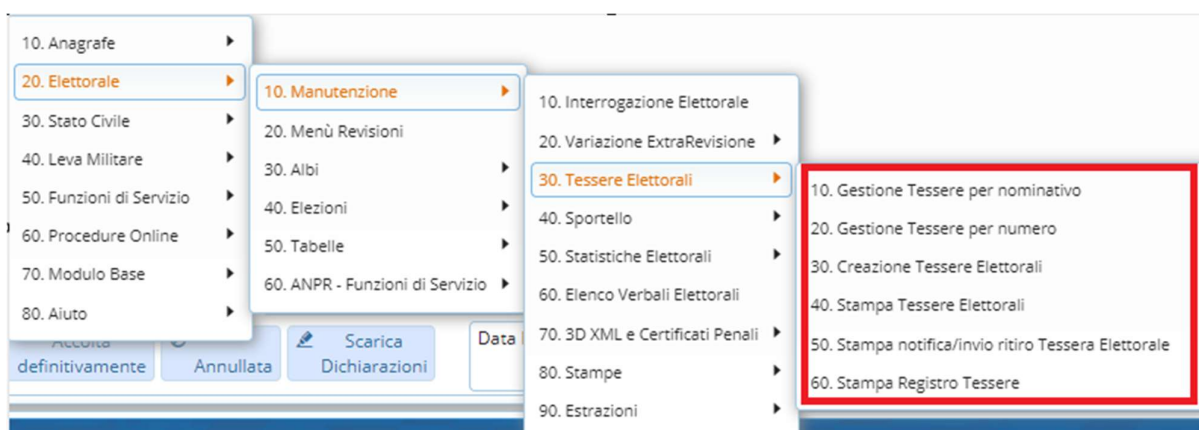 10. Anagrafe
20. Elettorale
30. Stato Civile
40. Leva Militare
50. Funzioni di Servizio
60. Procedure Online
70. Modulo Base
80. Aiuto
10. Manutenzione
20. Menù Revisioni
30. Albi
40. Elezioni
50. Tabelle
60. ANPR - Funzioni di Servizio
10. Interrogazione Elettorale
20. Variazione ExtraRevisione
30. Tessere Elettorali
40. Sportello
50. Statistiche Elettorali
60. Elenco Verbali Elettorali
70. 3D XML e Certificati Penali
80. Stampe
90. Estrazioni
10. Gestione Tessere per nominativo
20. Gestione Tessere per numero
30. Creazione Tessere Elettorali
40. Stampa Tessere Elettorali
50. Stampa notifica/invio ritiro Tessera Elettorale
60. Stampa Registro Tessere
definitivamente
Annullata
Scarica
Dichiarazioni
Data